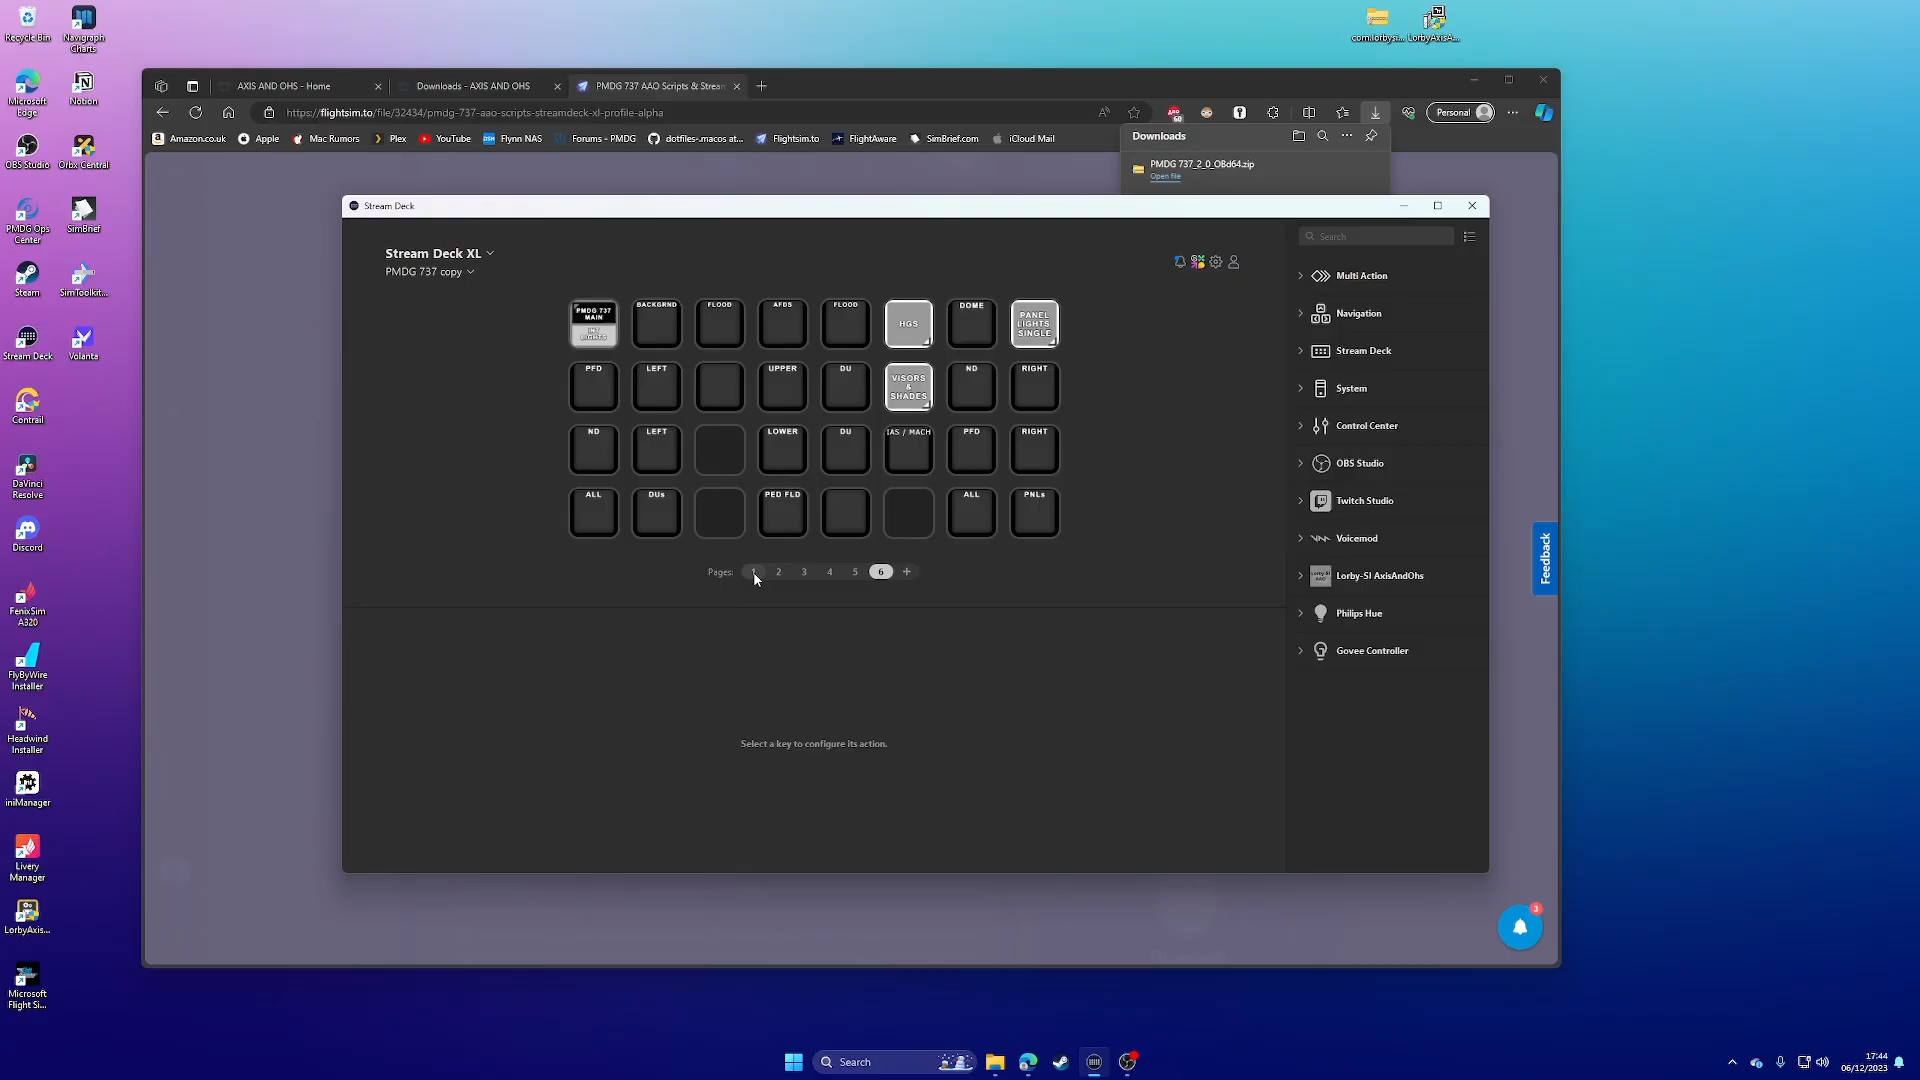 Recycle Bin
Navigraph Charts
Microsoft Edge
Notion
OBS Studio
Orbx Central
PMDG Ops Center
SimBrief
Steam
SimToolkit...
Stream Deck
Volanta
Contrail
DaVinci Resolve
Discord
FenixSim A320
FlyByWire Installer
Headwind Installer
iniManager
Livery Manager
LorbyAxis...
Microsoft Flight Si...
com.lorbysi...
LorbyAxisA...
AXIS AND OHS - Home
Downloads - AXIS AND OHS
PMDG 737 AAO Scripts & Stream
https://flightsim.to/file/32434/pmdg-737-aao-scripts-streamdeck-xl-profile-alpha
60
Personal
Amazon.co.uk
Apple
Mac Rumors
Plex
YouTube
Flynn NAS
Forums - PMDG
dotfiles-.macos at...
Flightsim.to
FlightAware
SimBrief.com
iCloud Mail
Downloads
PMDG 737_2_0_OBd64.zip
Open file
Stream Deck
Stream Deck XL
PMDG 737 copy
Search
PMDG 737 MAIN
INT LIGHTS
BACKGRND
FLOOD
AFDS
FLOOD
HGS
DOME
PANEL LIGHTS SINGLE
PFD
LEFT
UPPER
DU
VISORS & SHADES
ND
RIGHT
ND
LEFT
LOWER
DU
IAS / MACH
PFD
RIGHT
ALL
DUs
PED FLD
ALL
PNLs
Pages:
1
2
3
4
5
6
+
Select a key to configure its action.
Multi Action
Navigation
Stream Deck
System
Control Center
OBS Studio
Twitch Studio
Voicemod
Lorby-SI AxisAndOhs
Philips Hue
Govee Controller
Feedback
3
Search
17:44
06/12/2023